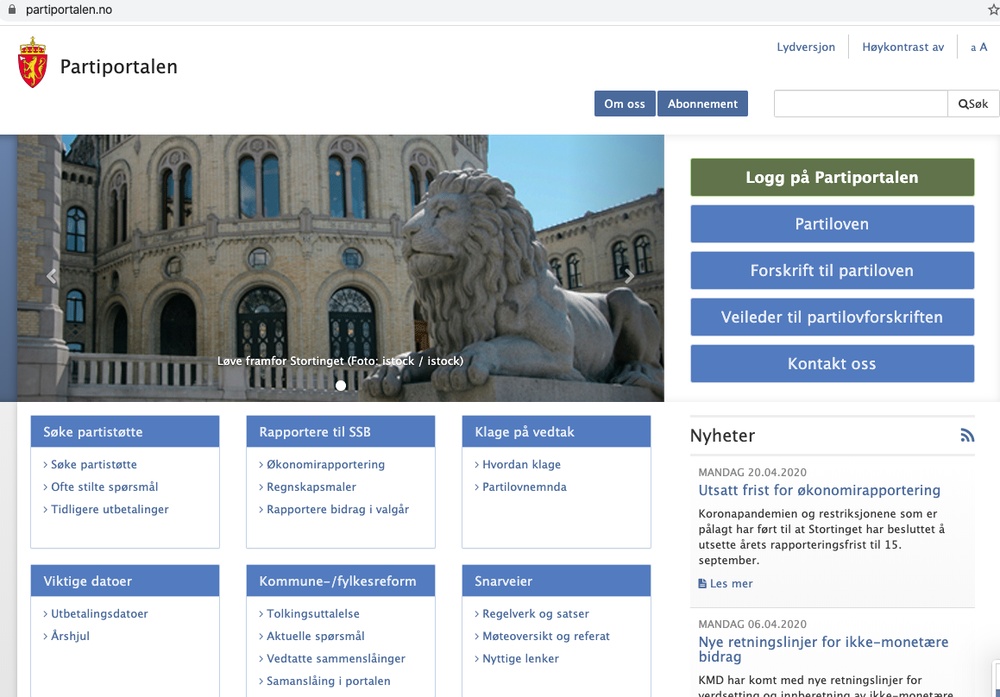 partiportalen.no
Partiportalen
Lydversjon
Høykontrast av
a A
Om oss
Abonnement
Søk
Løve framfor Stortinget (Foto: istock / istock)
Logg på Partiportalen
Partiloven
Forskrift til partiloven
Veileder til partilovforskriften
Kontakt oss
Søke partistøtte
Søke partistøtte
Ofte stilte spørsmål
Tidligere utbetalinger
Rapportere til SSB
Økonomirapportering
Regnskapsmaler
Rapportere bidrag i valgår
Klage på vedtak
Hvordan klage
Partilovnemnda
Viktige datoer
Utbetalingsdatoer
Årshjul
Kommune-/fylkesreform
Tolkingsuttalelse
Aktuelle spørsmål
Vedtatte sammenslåinger
Samanslåing i portalen
Snarveier
Regelverk og satser
Møteoversikt og referat
Nyttige lenker
Nyheter
MANDAG 20.04.2020
Utsatt frist for økonomirapportering
Koronapandemien og restriksjonene som er
pålagt har ført til at Stortinget har besluttet å
utsette årets rapporteringsfrist til 15.
september.
Les mer
MANDAG 06.04.2020
Nye retningslinjer for ikke-monetære
bidrag
KMD har kommet med nye retningslinjer for
verdsetting og innberetning av ikke-monetære